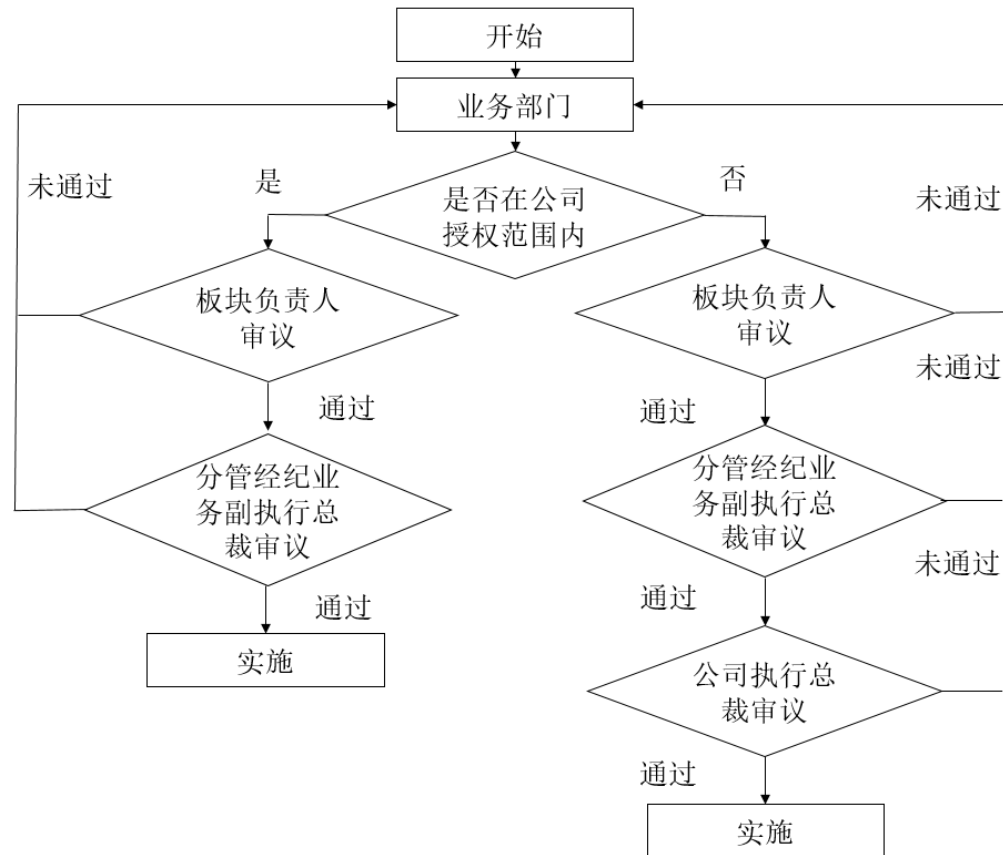 开始
业务部门
未通过
是
否
未通过
是否在公司
授权范围内
板块负责人
审议
板块负责人
审议
未通过
通过
通过
分管经纪业
务副执行总
裁审议
分管经纪业
务副执行总
裁审议
未通过
通过
通过
实施
公司执行总
裁审议
通过
实施